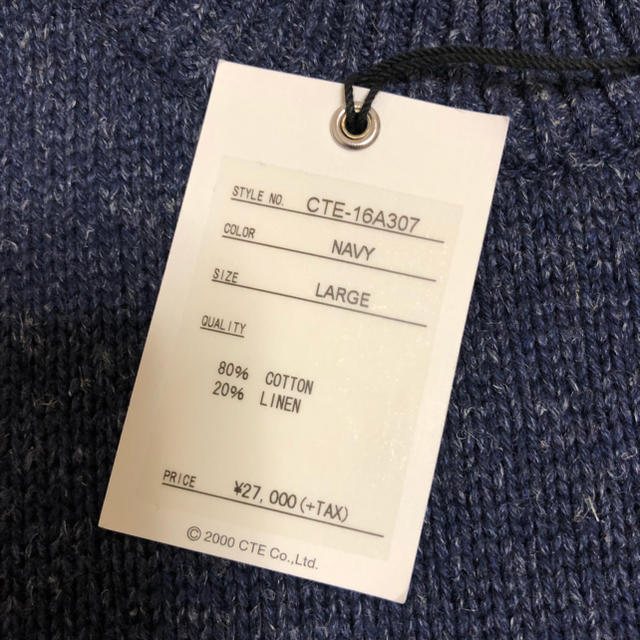 STYLE NO. CTE-16A307
COLOR NAVY
SIZE LARGE
QUALITY
80% COTTON
20% LINEN
PRICE ¥27,000(+TAX)
© 2000 CTE Co.,Ltd.